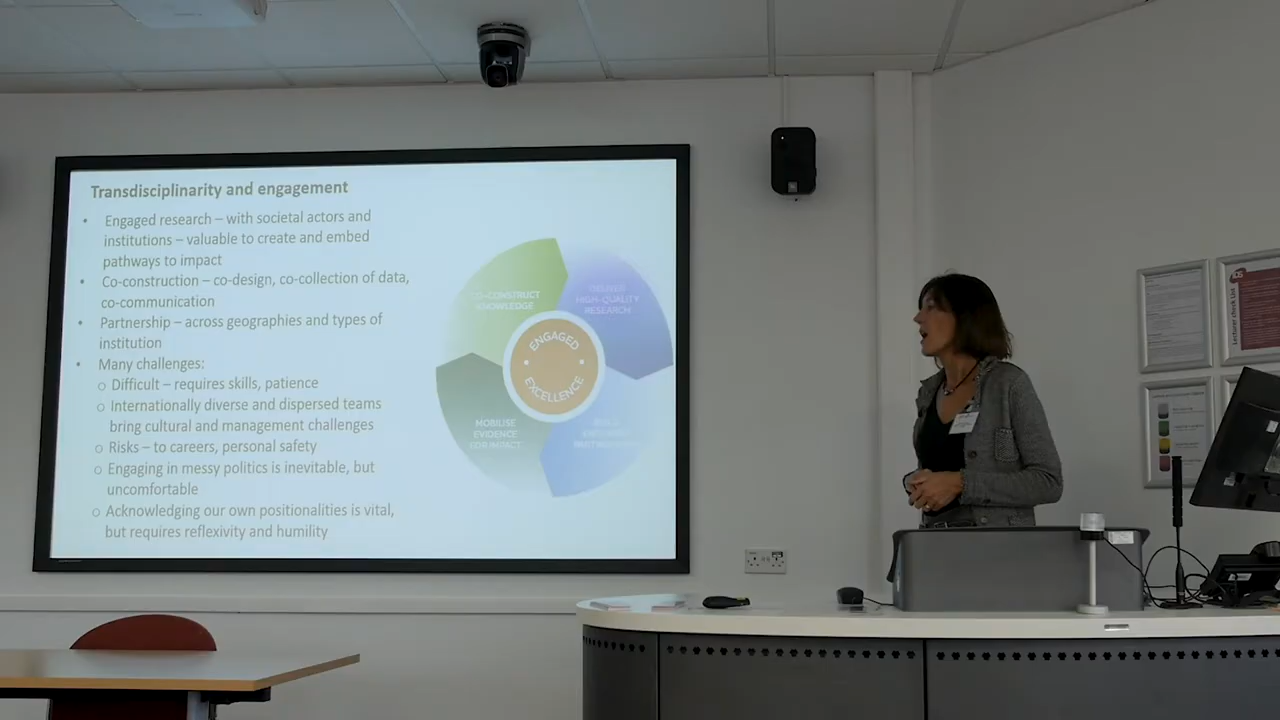 Transdisciplinarity and engagement
• Engaged research – with societal actors and
institutions – valuable to create and embed
pathways to impact
• Co-construction – co-design, co-collection of data,
co-communication
• Partnership – across geographies and types of
institution
• Many challenges:
o Difficult – requires skills, patience
o Internationally diverse and dispersed teams
bring cultural and management challenges
o Risks – to careers, personal safety
o Engaging in messy politics is inevitable, but
uncomfortable
o Acknowledging our own positionalities is vital,
but requires reflexivity and humility
CO-CONSTRUCT
KNOWLEDGE
DELIVER
HIGH-QUALITY
RESEARCH
ENGAGED
EXCELLENCE
MOBILISE
EVIDENCE
FOR IMPACT
Lecturer check List